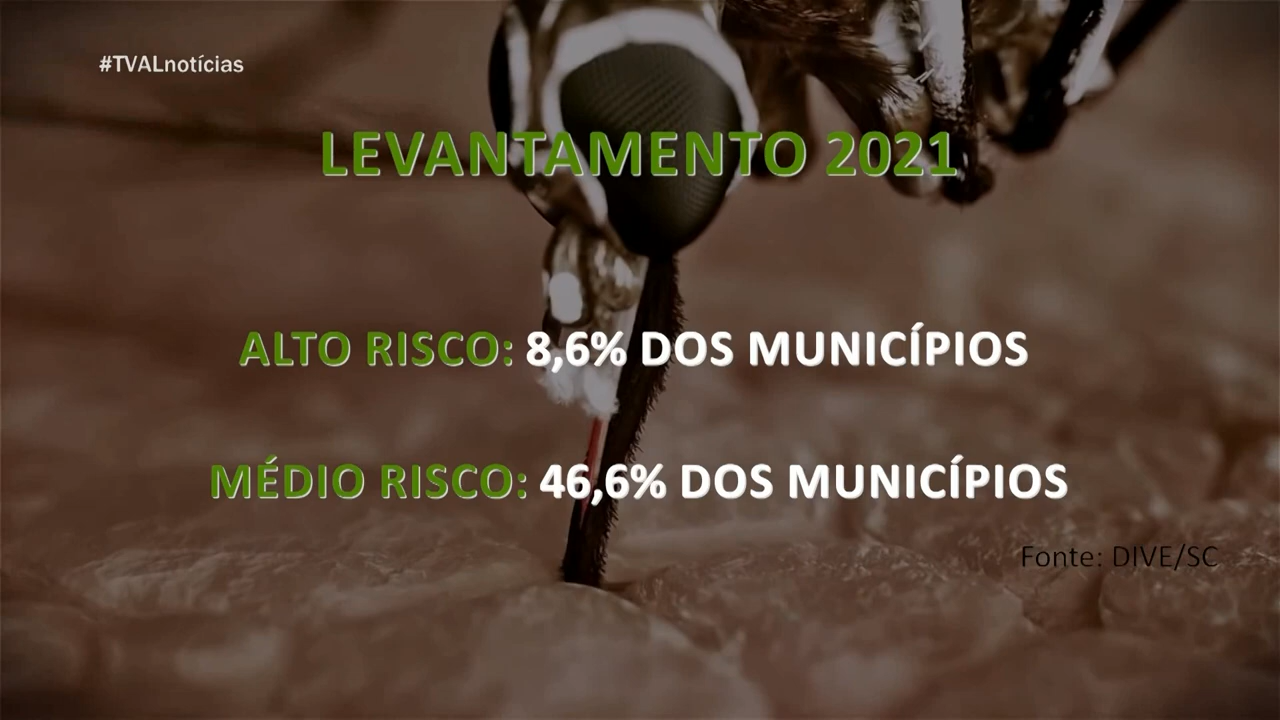 #TVALnotícias
LEVANTAMENTO 2021
ALTO RISCO: 8,6% DOS MUNICÍPIOS
MÉDIO RISCO: 46,6% DOS MUNICÍPIOS
Fonte: DIVE/SC